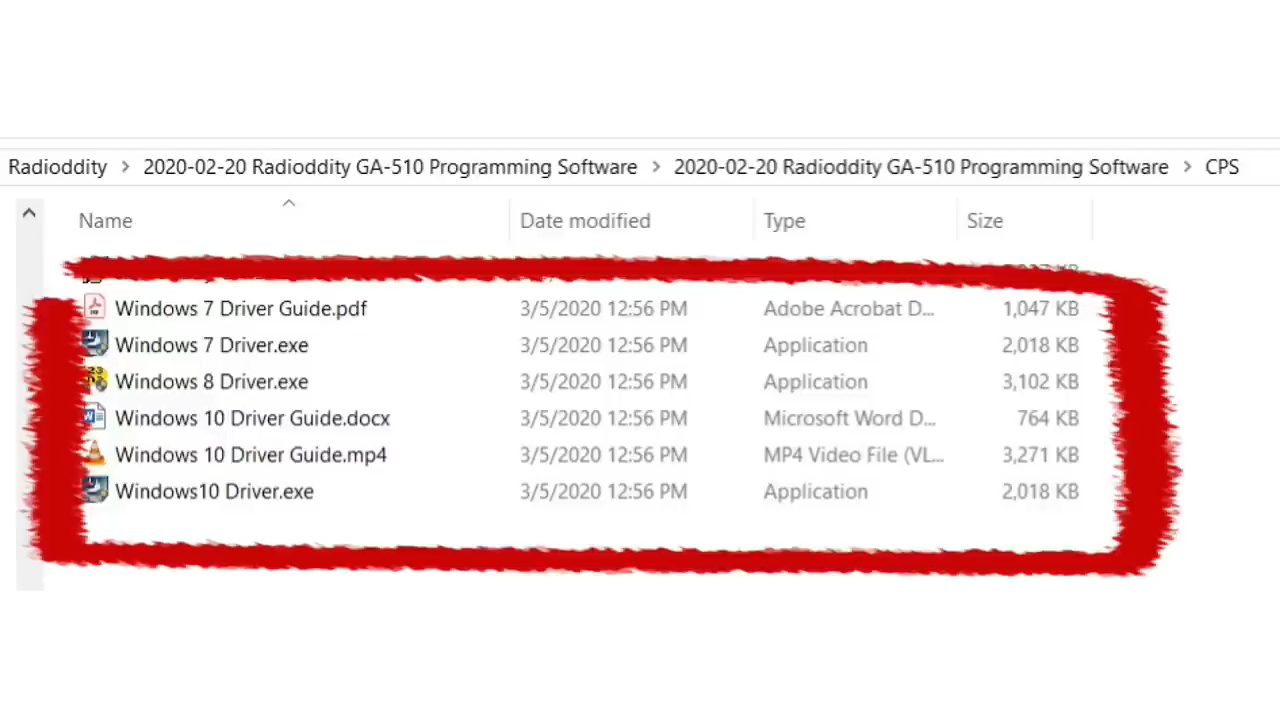 Radioddity > 2020-02-20 Radioddity GA-510 Programming Software > 2020-02-20 Radioddity GA-510 Programming Software > CPS
Name Date modified Type Size
Windows 7 Driver Guide.pdf 3/5/2020 12:56 PM Adobe Acrobat D... 1,047 KB
Windows 7 Driver.exe 3/5/2020 12:56 PM Application 2,018 KB
Windows 8 Driver.exe 3/5/2020 12:56 PM Application 3,102 KB
Windows 10 Driver Guide.docx 3/5/2020 12:56 PM Microsoft Word D... 764 KB
Windows 10 Driver Guide.mp4 3/5/2020 12:56 PM MP4 Video File (VL... 3,271 KB
Windows10 Driver.exe 3/5/2020 12:56 PM Application 2,018 KB